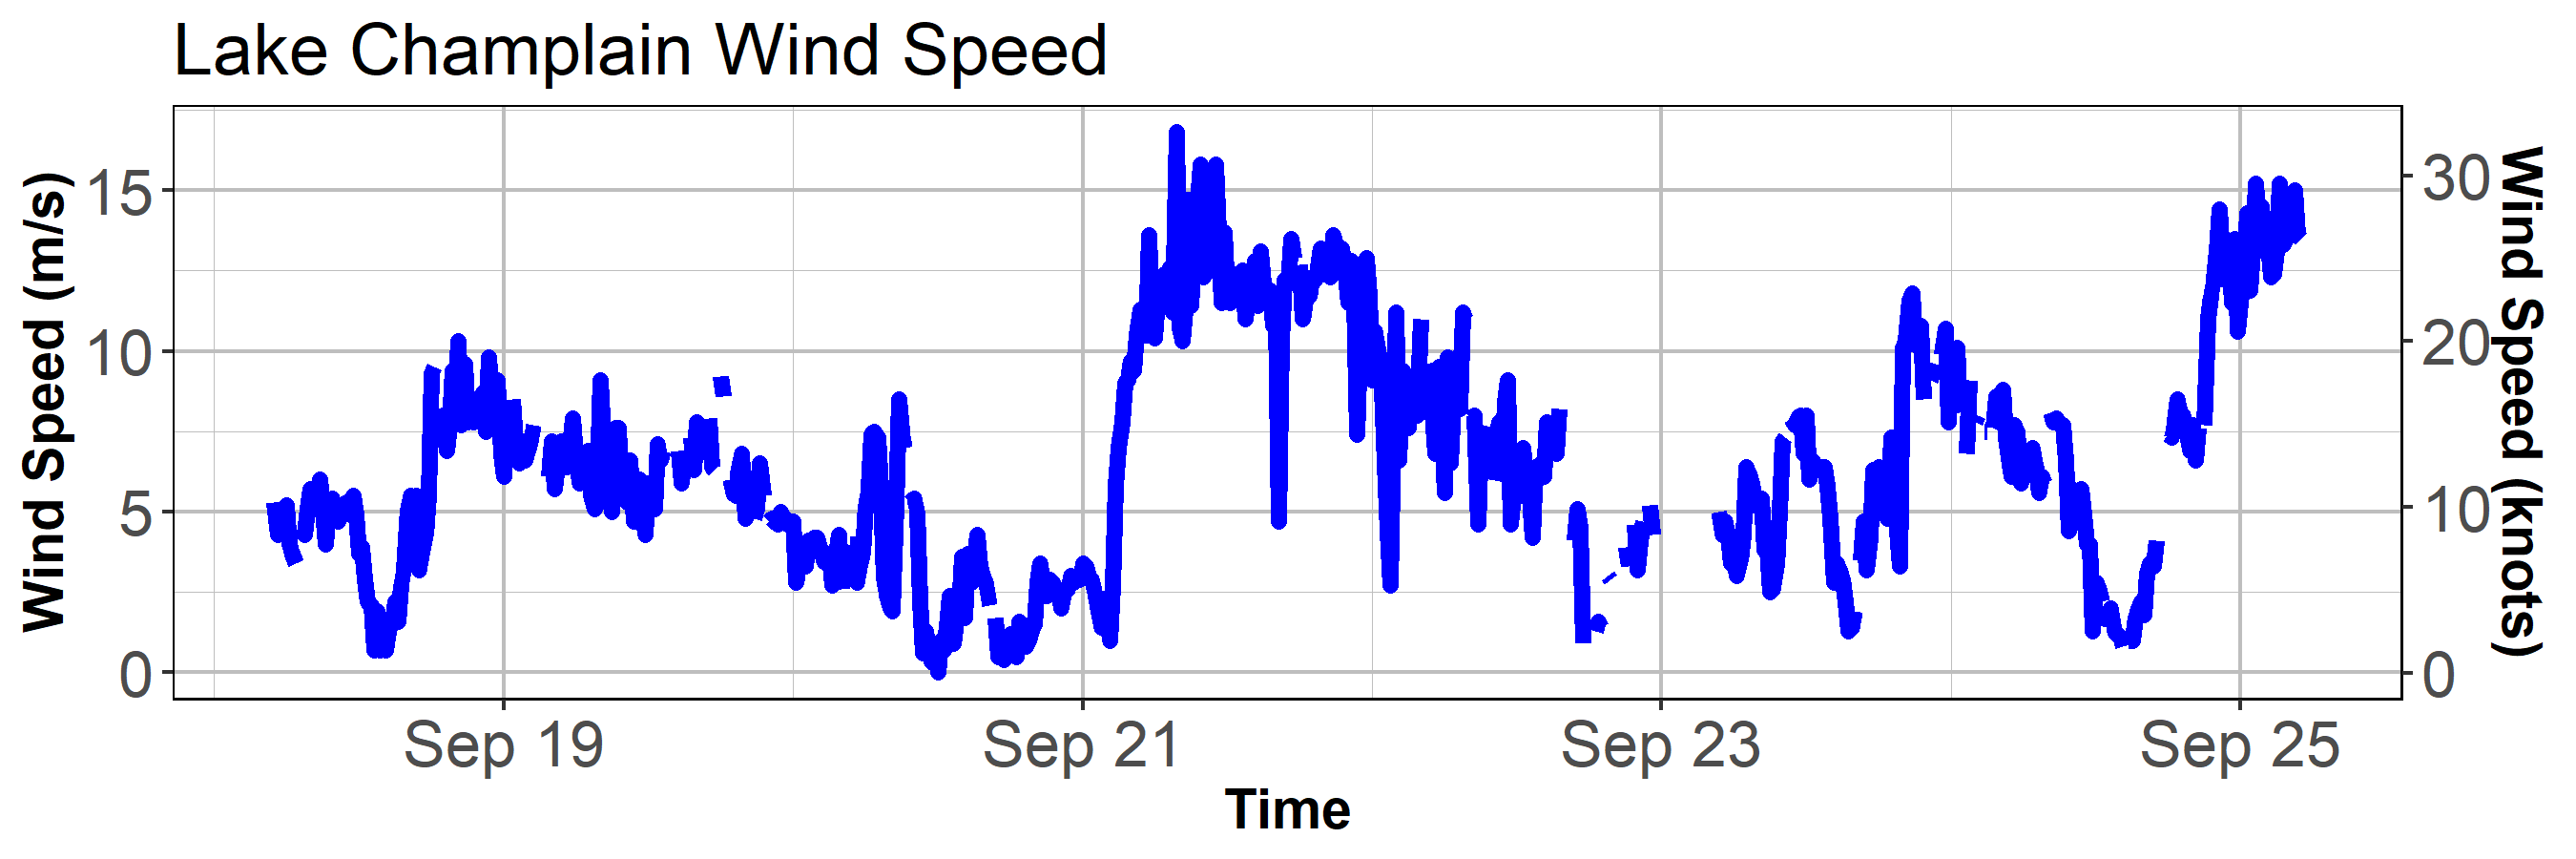 Lake Champlain Wind Speed
Wind Speed (m/s)
15
10
5
0
30
20
10
0
Wind Speed (knots)
Sep 19
Sep 21
Sep 23
Sep 25
Time